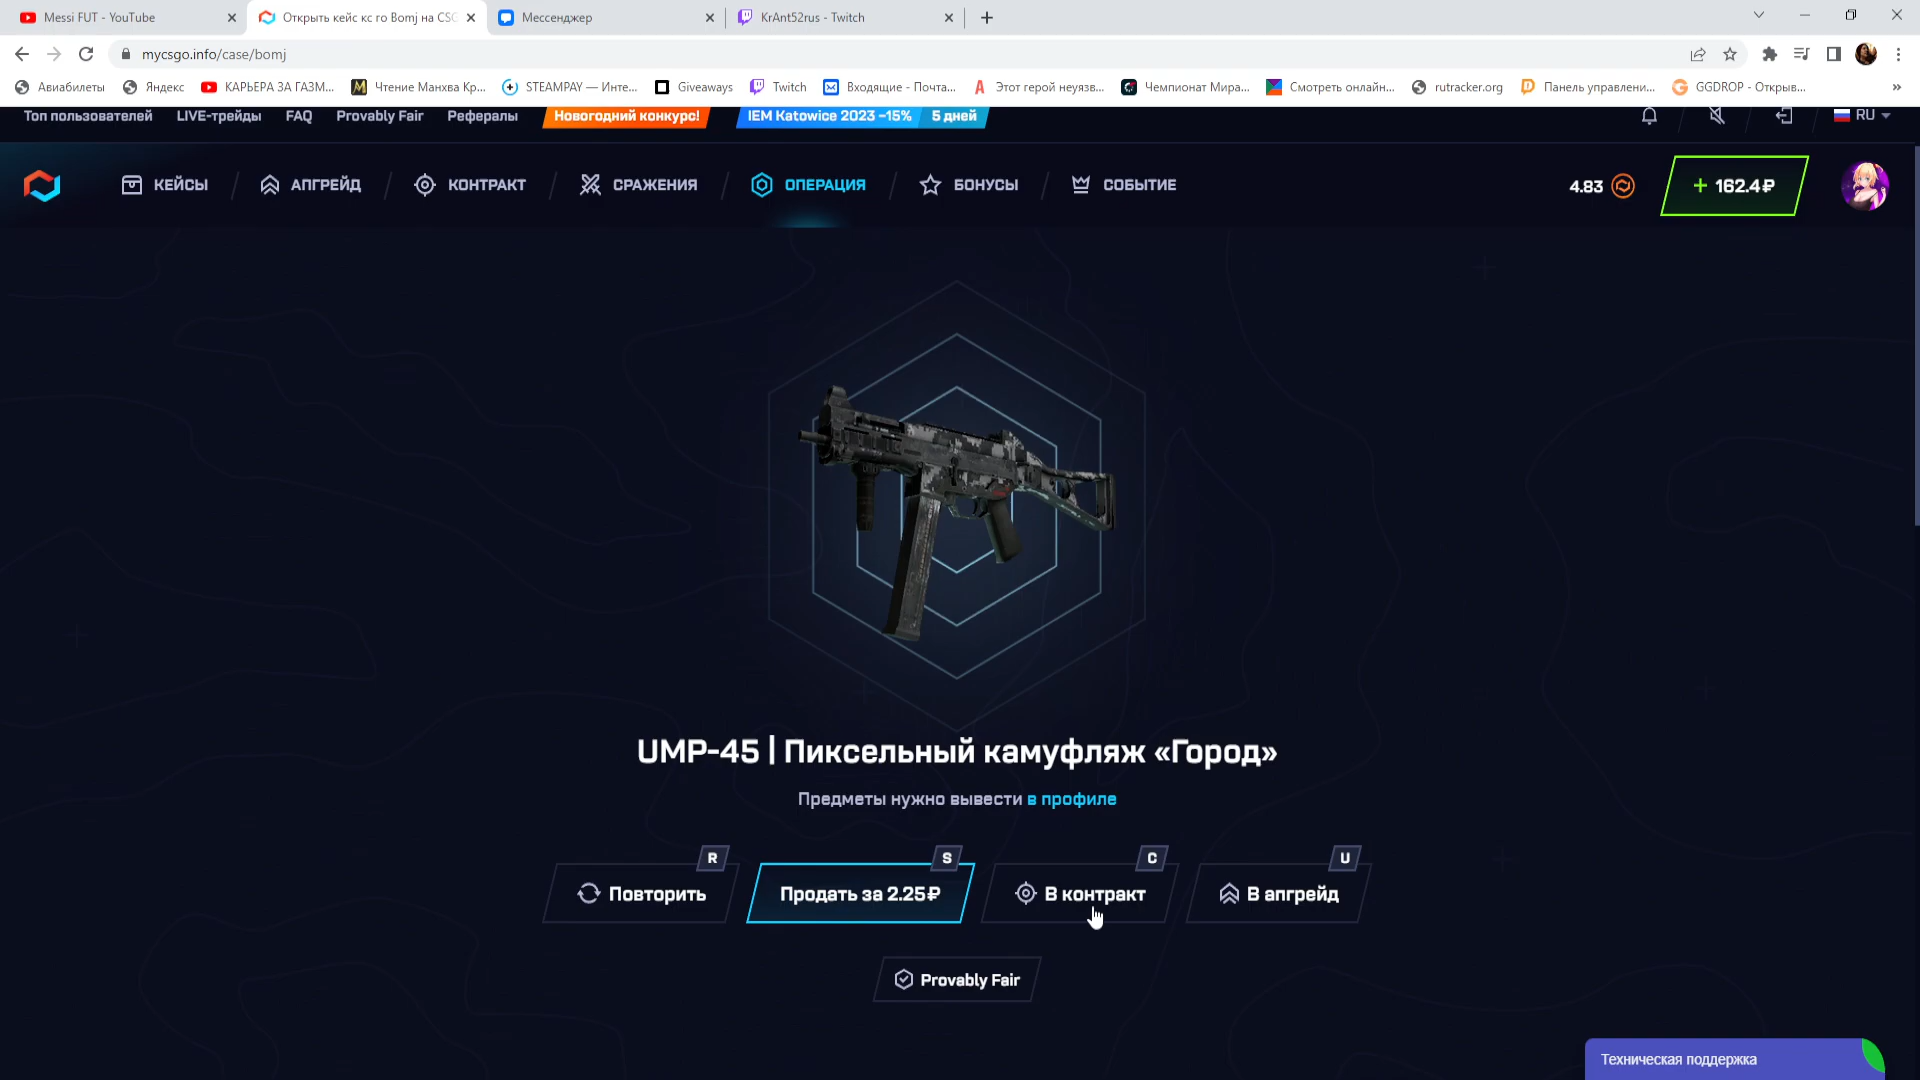 Messi FUT - YouTube
Открыть кейс кс го Bomj на CSG
Мессенджер
KrAnt52rus - Twitch
mycsgo.info/case/bomj
Авиабилеты
Яндекс
КАРЬЕРА ЗА ГАЗМ...
Чтение Манхва Кр...
STEAMPAY — Инте...
Giveaways
Twitch
Входящие - Почта...
Этот герой неуязв...
Чемпионат Мира...
Смотреть онлайн...
rutracker.org
Панель управлени...
GGDROP - Открыв...
Топ пользователей
LIVE-трейды
FAQ
Provably Fair
Рефералы
Новогодний конкурс!
IEM Katowice 2023 -15%
5 дней
RU
КЕЙСЫ
АПГРЕЙД
КОНТРАКТ
СРАЖЕНИЯ
ОПЕРАЦИЯ
БОНУСЫ
СОБЫТИЕ
4.83
+ 162.4₽
UMP-45 | Пиксельный камуфляж «Город»
Предметы нужно вывести в профиле
R
S
C
U
Повторить
Продать за 2.25₽
В контракт
В апгрейд
Provably Fair
Техническая поддержка